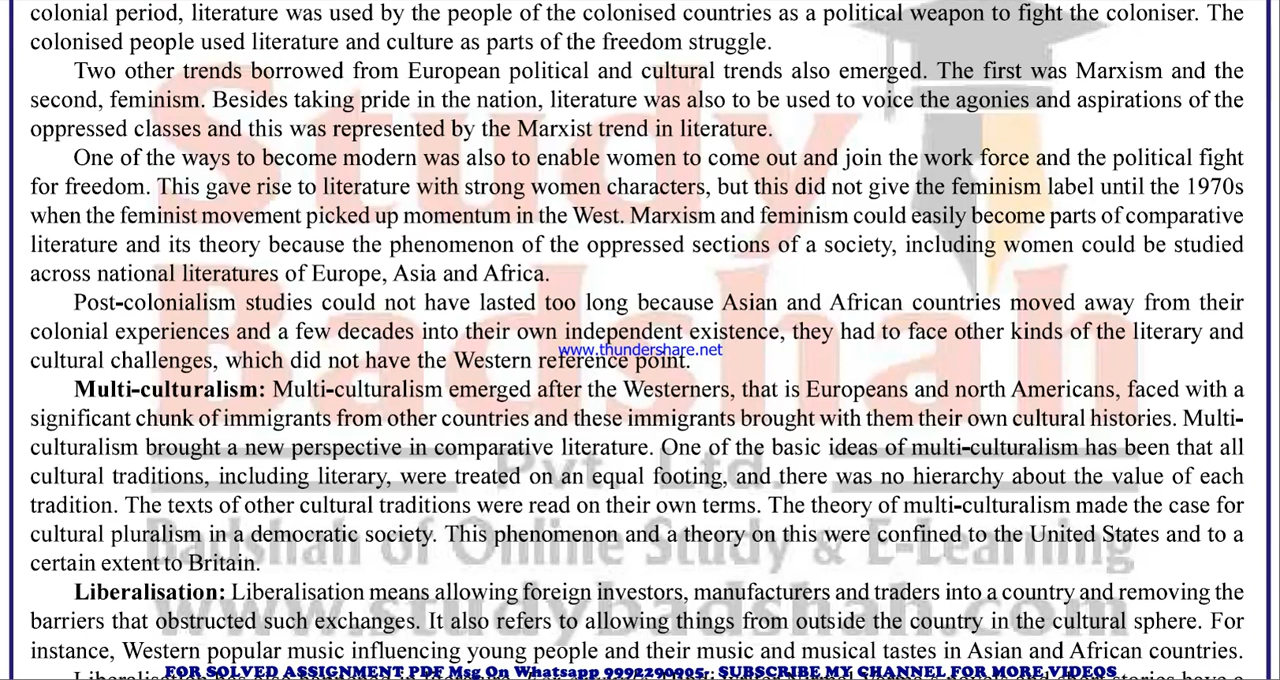 colonial period, literature was used by the people of the colonised countries as a political weapon to fight the coloniser. The
colonised people used literature and culture as parts of the freedom struggle.
Two other trends borrowed from European political and cultural trends also emerged. The first was Marxism and the
second, feminism. Besides taking pride in the nation, literature was also to be used to voice the agonies and aspirations of the
oppressed classes and this was represented by the Marxist trend in literature.
One of the ways to become modern was also to enable women to come out and join the work force and the political fight
for freedom. This gave rise to literature with strong women characters, but this did not give the feminism label until the 1970s
when the feminist movement picked up momentum in the West. Marxism and feminism could easily become parts of comparative
literature and its theory because the phenomenon of the oppressed sections of a society, including women could be studied
across national literatures of Europe, Asia and Africa.
Post-colonialism studies could not have lasted too long because Asian and African countries moved away from their
colonial experiences and a few decades into their own independent existence, they had to face other kinds of the literary and
www.thundershare.net
cultural challenges, which did not have the Western reference point.
Multi-culturalism: Multi-culturalism emerged after the Westerners, that is Europeans and north Americans, faced with a
significant chunk of immigrants from other countries and these immigrants brought with them their own cultural histories. Multi-
culturalism brought a new perspective in comparative literature. One of the basic ideas of multi-culturalism has been that all
cultural traditions, including literary, were treated on an equal footing, and there was no hierarchy about the value of each
tradition. The texts of other cultural traditions were read on their own terms. The theory of multi-culturalism made the case for
cultural pluralism in a democratic society. This phenomenon and a theory on this were confined to the United States and to a
certain extent to Britain.
Liberalisation: Liberalisation means allowing foreign investors, manufacturers and traders into a country and removing the
barriers that obstructed such exchanges. It also refers to allowing things from outside the country in the cultural sphere. For
instance, Western popular music influencing young people and their music and musical tastes in Asian and African countries.
FOR SOLVED ASSIGNMENT PDF Msg On Whatsapp 9992290905, SUBSCRIBE MY CHANNEL FOR MORE VIDEOS
Study
Badshah
Pvt. Ltd.
Badshah of Online Study & E-Learning
www.studybadshah.com